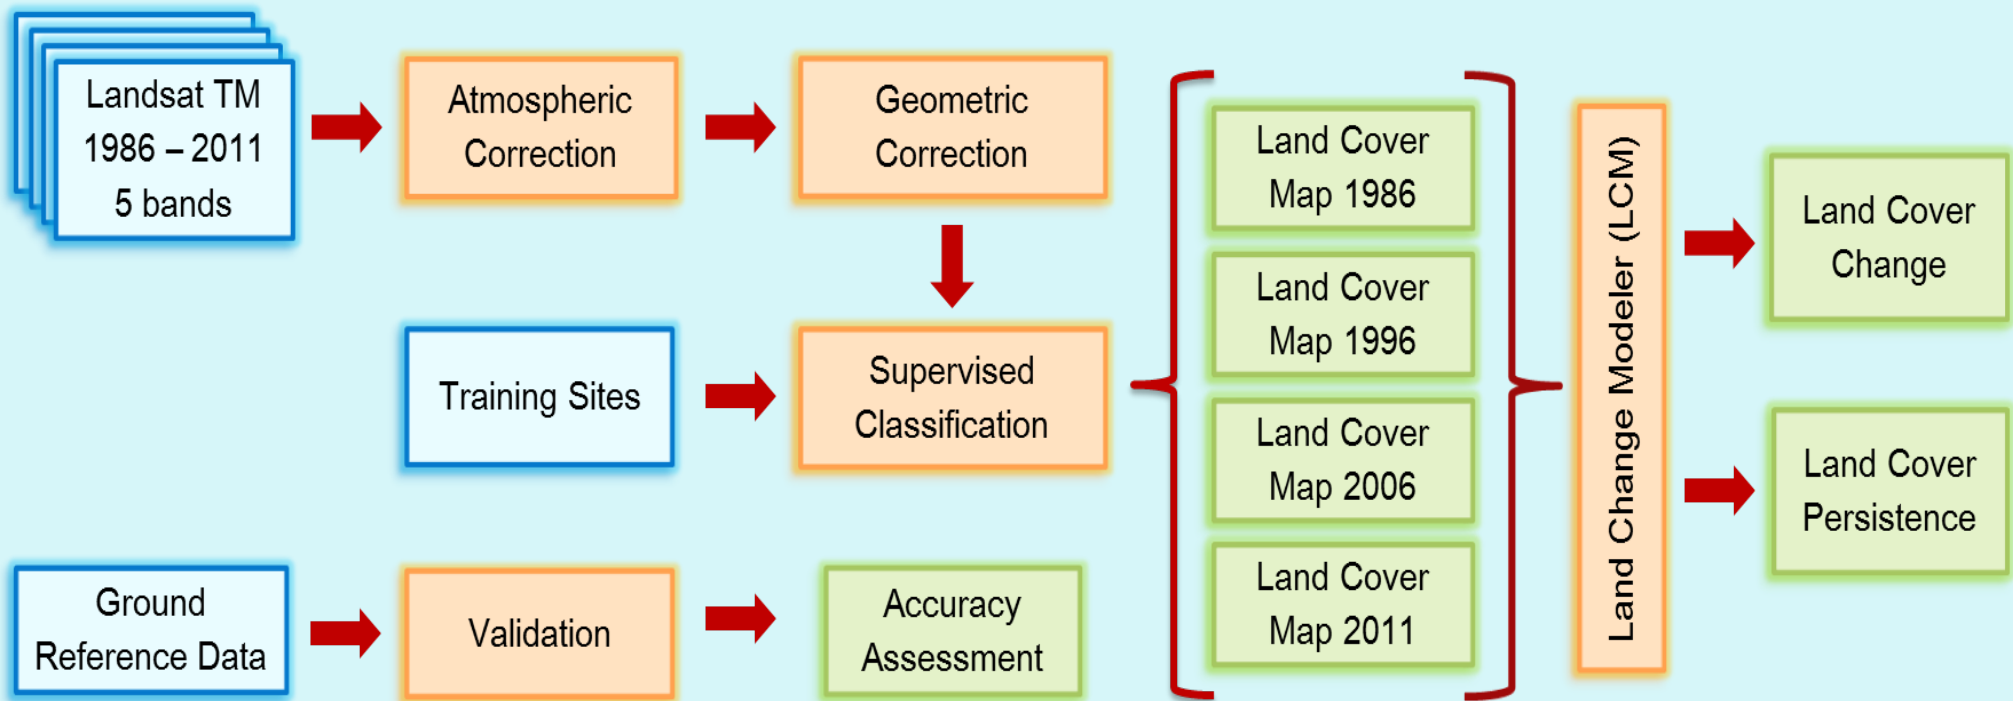 Landsat TM
1986 – 2011
5 bands
Atmospheric
Correction
Geometric
Correction
Training Sites
Supervised
Classification
Ground
Reference Data
Validation
Accuracy
Assessment
Land Cover
Map 1986
Land Cover
Map 1996
Land Cover
Map 2006
Land Cover
Map 2011
Land Change Modeler (LCM)
Land Cover
Change
Land Cover
Persistence